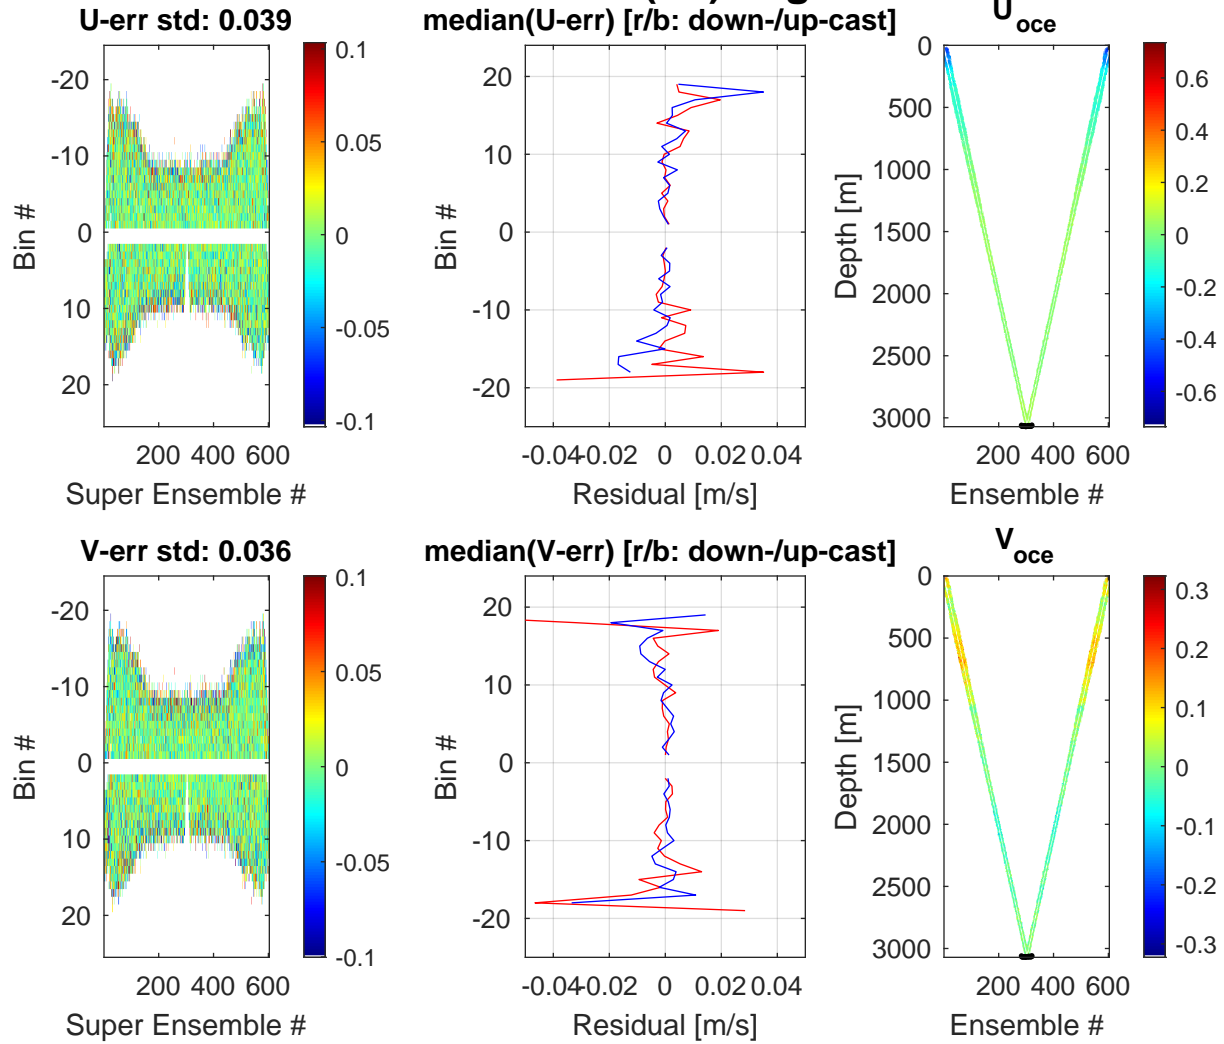 U-err std: 0.039
median(U-err) [r/b: down-/up-cast]
U oce
-20
-10
0
10
20
Bin #
200 400 600
Super Ensemble #
0.1
0.05
0
-0.05
-0.1
20
10
0
-10
-20
Bin #
-0.04 -0.02 0 0.02 0.04
Residual [m/s]
0
500
1000
1500
2000
2500
3000
Depth [m]
200 400 600
Ensemble #
0.6
0.4
0.2
0
-0.2
-0.4
-0.6
V-err std: 0.036
median(V-err) [r/b: down-/up-cast]
V oce
-20
-10
0
10
20
Bin #
200 400 600
Super Ensemble #
0.1
0.05
0
-0.05
-0.1
20
10
0
-10
-20
Bin #
-0.04 -0.02 0 0.02 0.04
Residual [m/s]
0
500
1000
1500
2000
2500
3000
Depth [m]
200 400 600
Ensemble #
0.3
0.2
0.1
0
-0.1
-0.2
-0.3